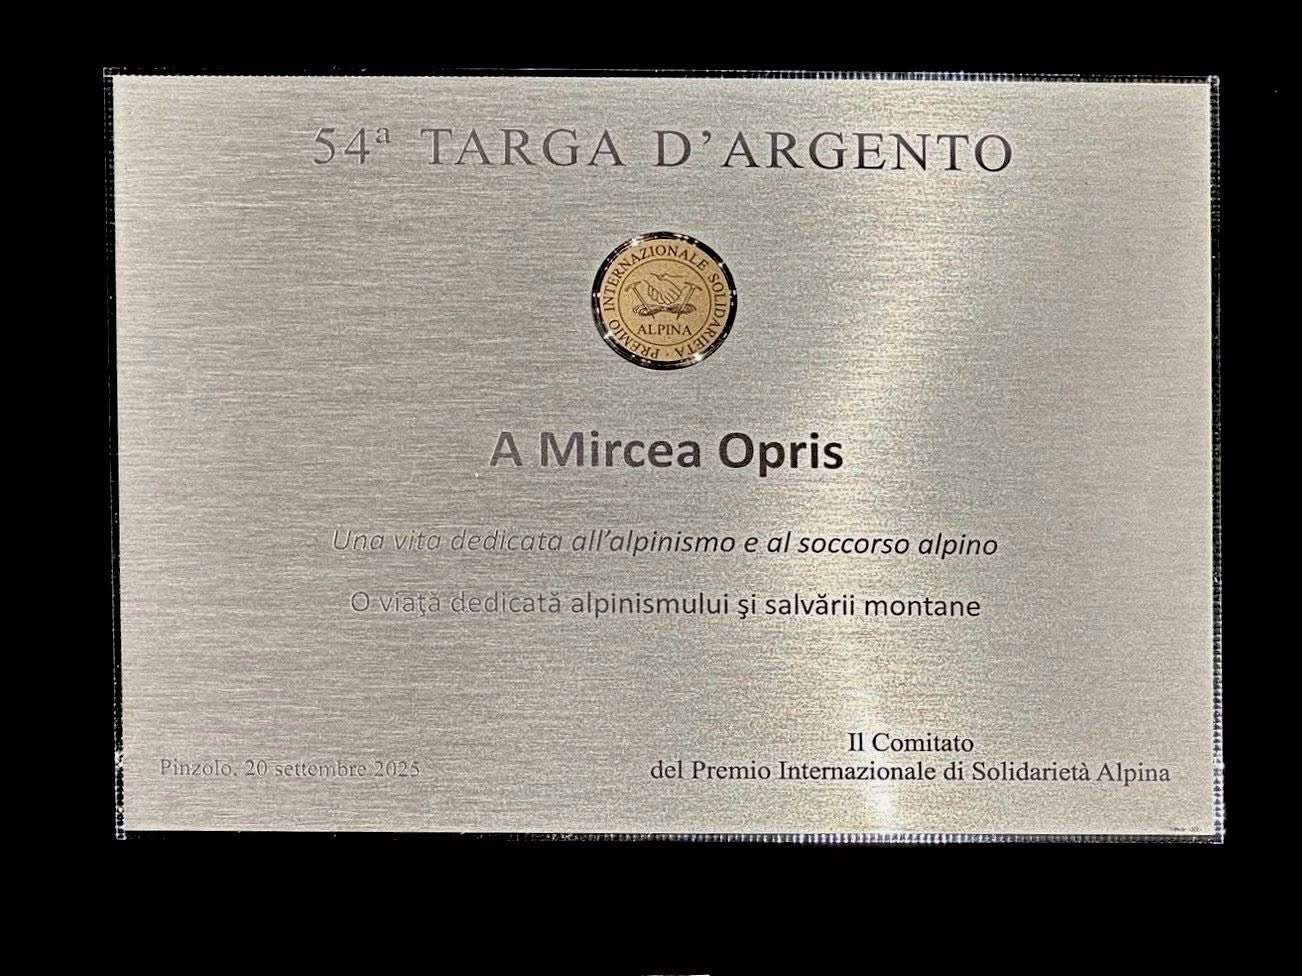 54ª TARGA D’ARGENTO
PREMIO INTERNAZIONALE SOLIDARIETÀ
ALPINA
A Mircea Opris
Una vita dedicata all’alpinismo e al soccorso alpino
O viaţă dedicată alpinismului şi salvării montane
Il Comitato
Pinzolo, 20 settembre 2025
del Premio Internazionale di Solidarietà Alpina